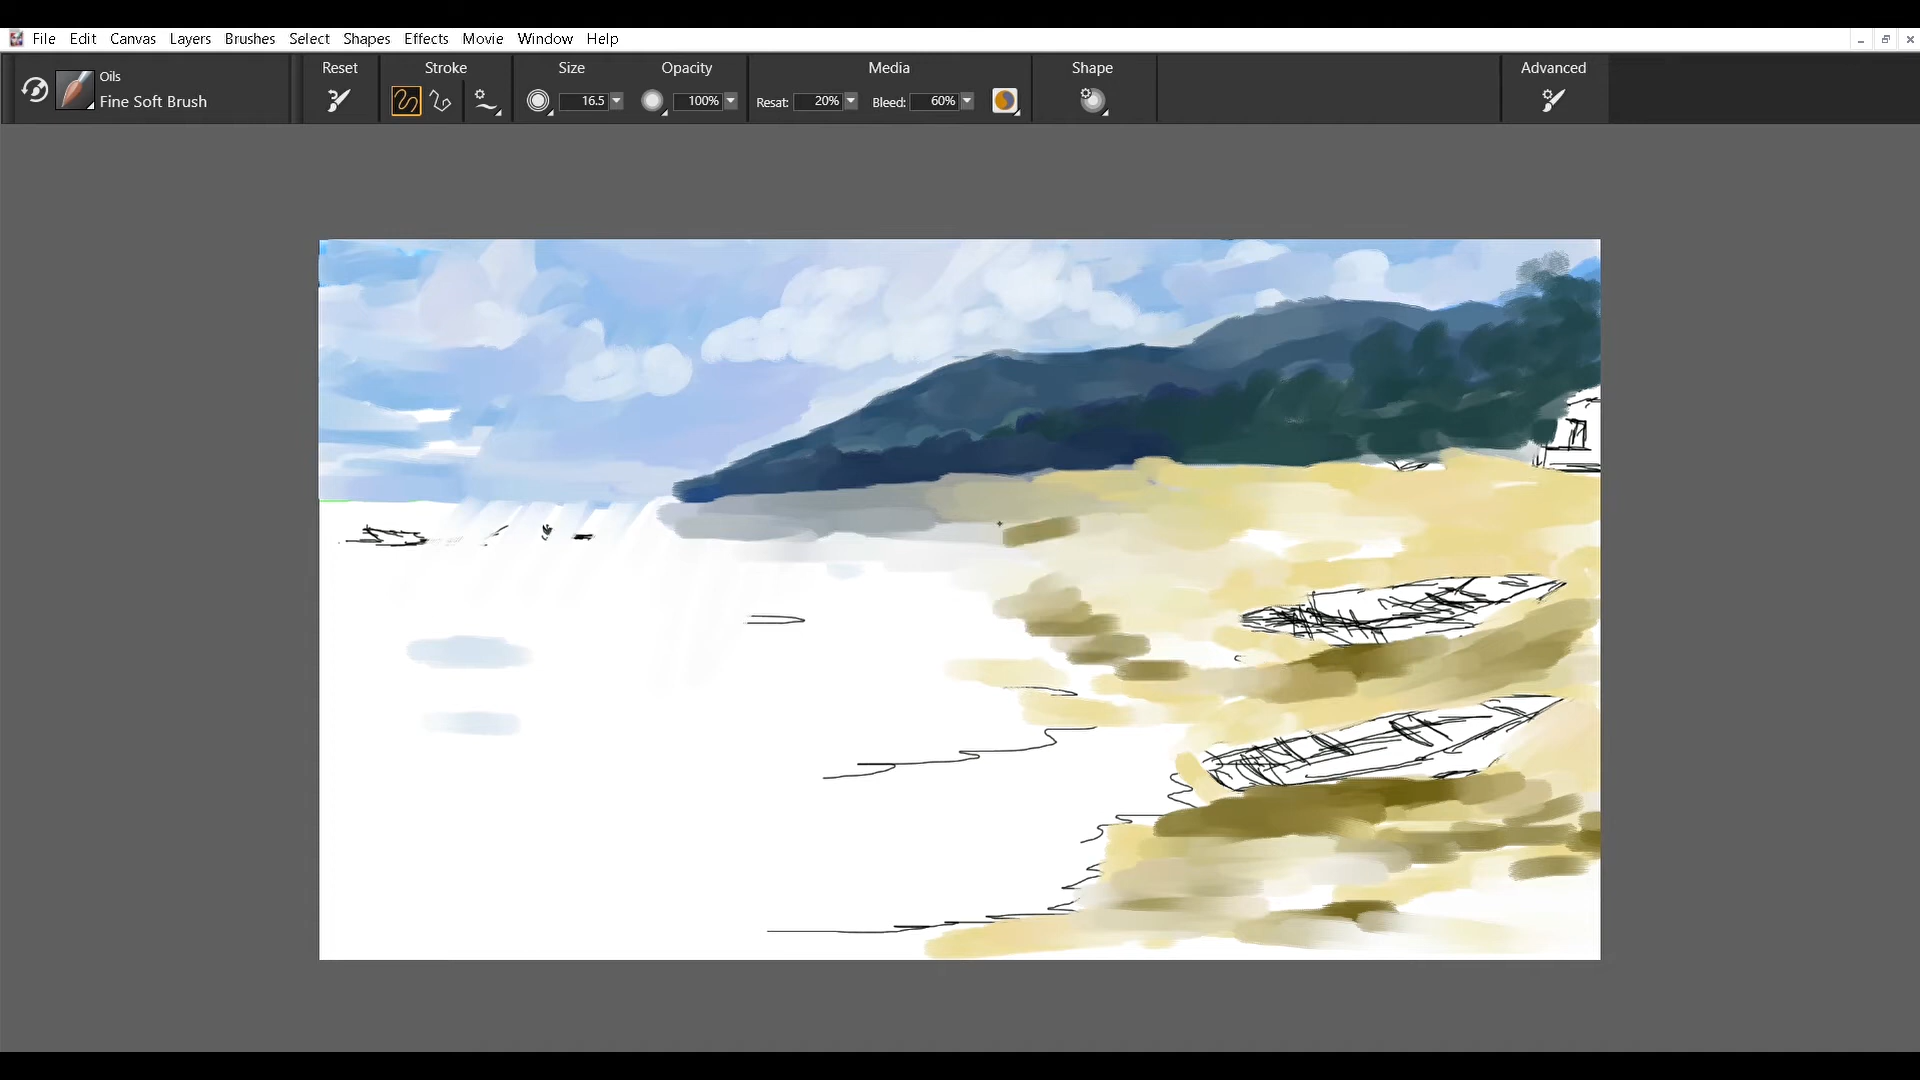 File Edit Canvas Layers Brushes Select Shapes Effects Movie Window Help
Oils
Fine Soft Brush
Reset
Stroke
Size
16.5
Opacity
100%
Media
Resat: 20% Bleed: 60%
Shape
Advanced